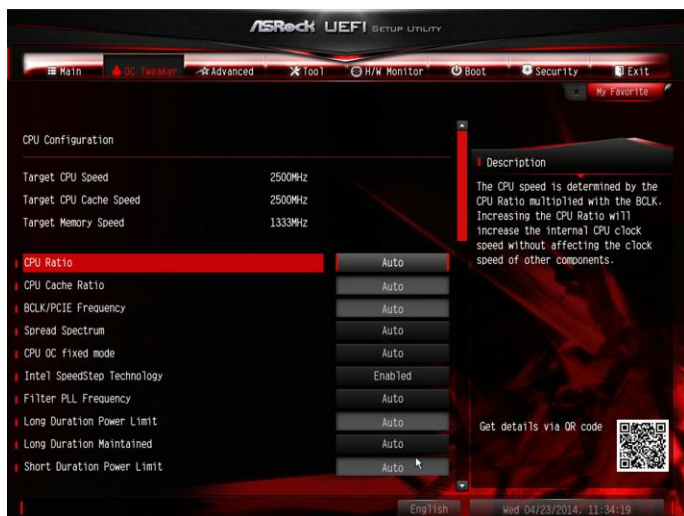 ASRock UEFI SETUP UTILITY
Main OC Tweaker Advanced Tool H/W Monitor Boot Security Exit
My Favorite
CPU Configuration
Description
Target CPU Speed 2500MHz
Target CPU Cache Speed 2500MHz
Target Memory Speed 1333MHz
The CPU speed is determined by the
CPU Ratio multiplied with the BCLK.
Increasing the CPU Ratio will
increase the internal CPU clock
speed without affecting the clock
speed of other components.
CPU Ratio Auto
CPU Cache Ratio Auto
BCLK/PCIE Frequency Auto
Spread Spectrum Auto
CPU OC fixed mode Auto
Intel SpeedStep Technology Enabled
Filter PLL Frequency Auto
Long Duration Power Limit Auto
Long Duration Maintained Auto
Short Duration Power Limit Auto
Get details via QR code
English Wed 04/23/2014. 11:34:19